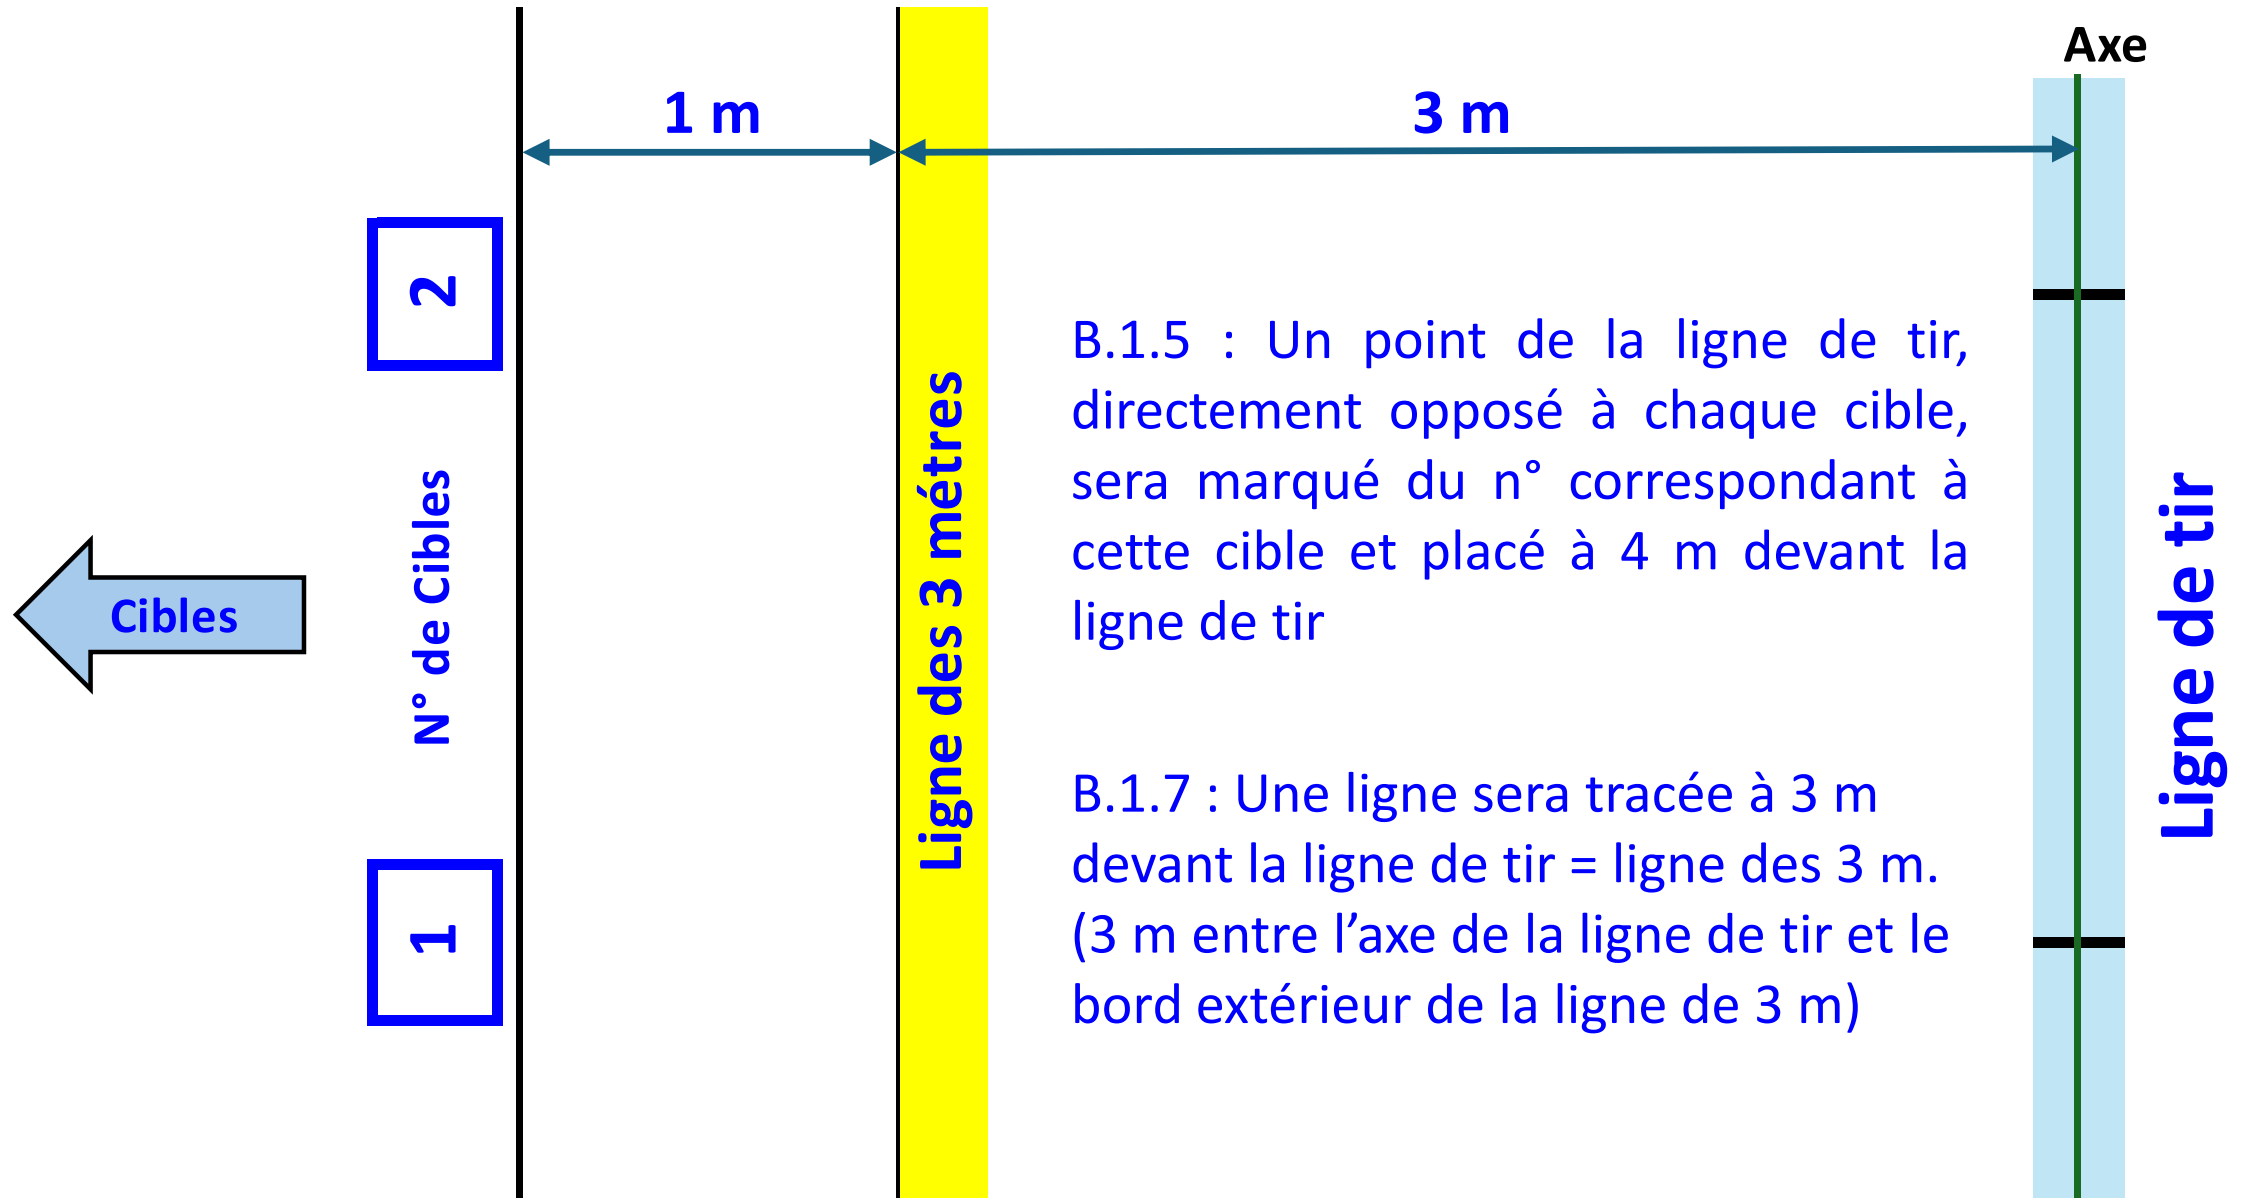 Axe
1 m
3 m
2
N° de Cibles
1
Cibles
Ligne des 3 métres
B.1.5 : Un point de la ligne de tir,
directement opposé à chaque cible,
sera marqué du n° correspondant à
cette cible et placé à 4 m devant la
ligne de tir
B.1.7 : Une ligne sera tracée à 3 m
devant la ligne de tir = ligne des 3 m.
(3 m entre l’axe de la ligne de tir et le
bord extérieur de la ligne de 3 m)
Ligne de tir